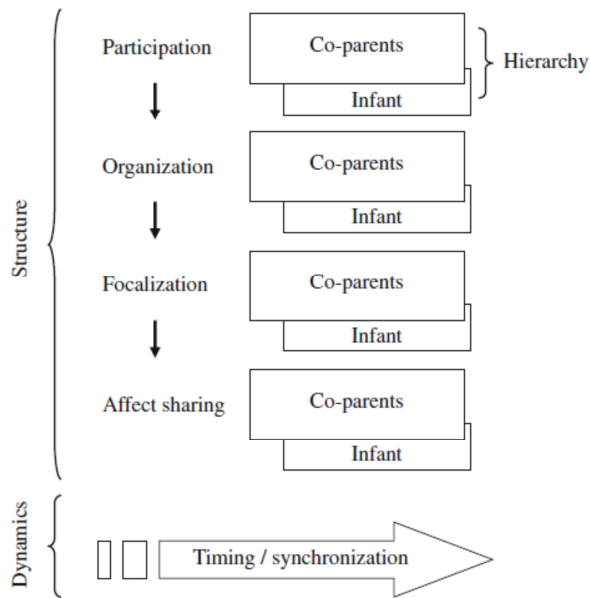 Participation
Co-parents
Infant
Hierarchy
Organization
Co-parents
Infant
Structure
Focalization
Co-parents
Infant
Affect sharing
Co-parents
Infant
Dynamics
Timing / synchronization